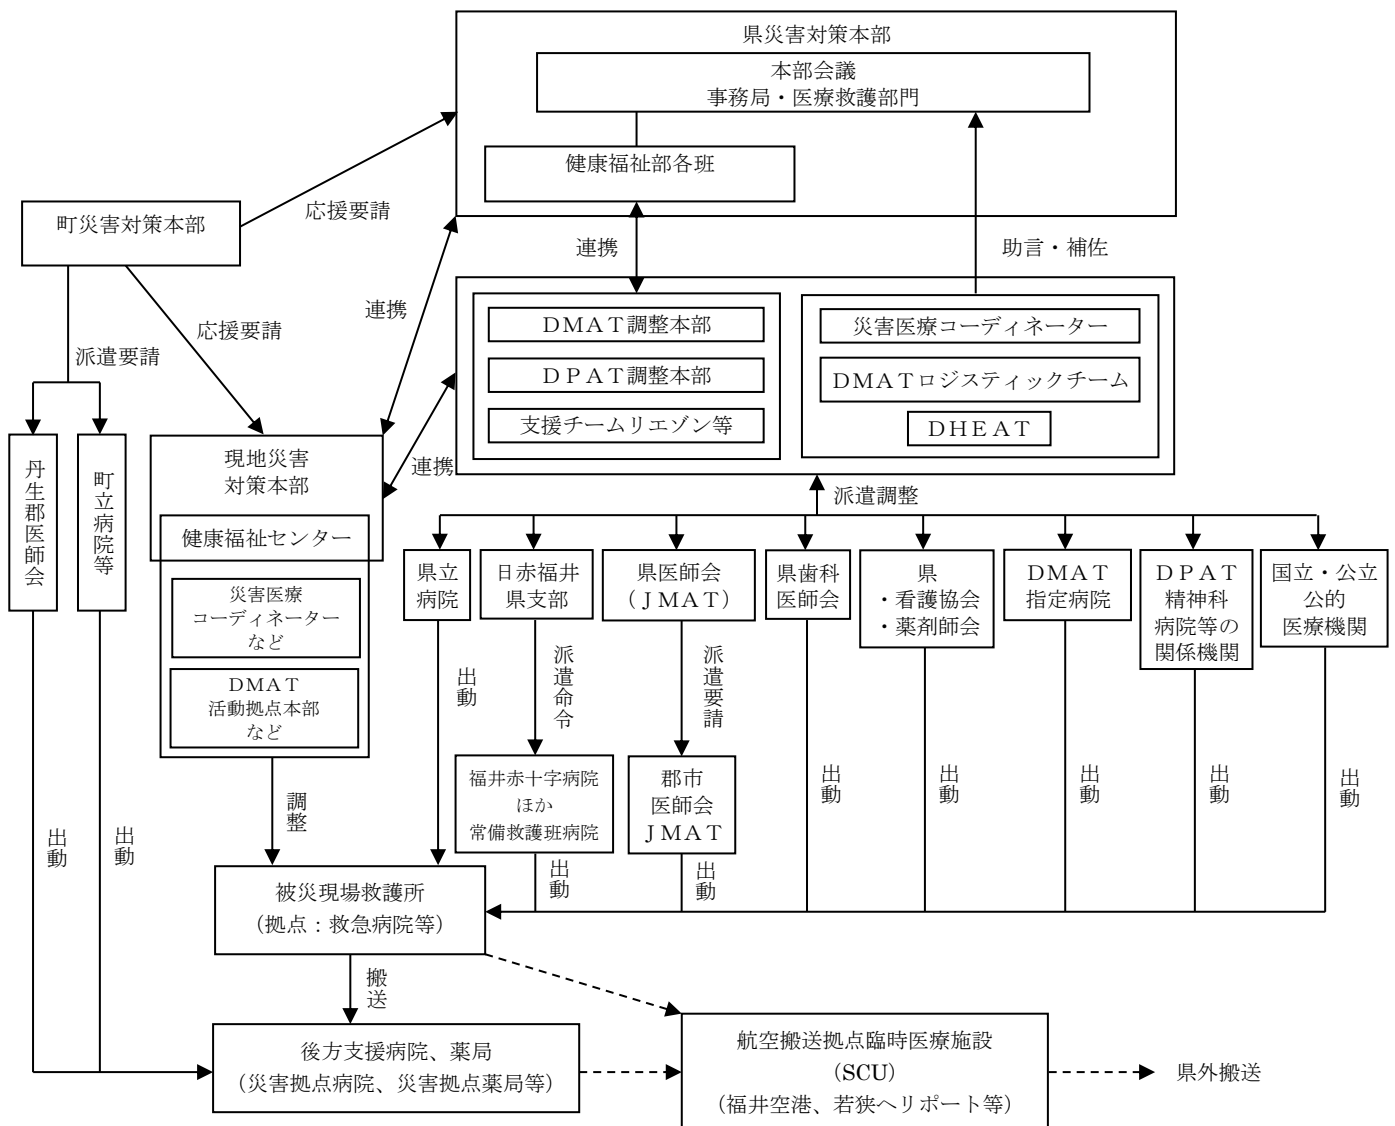 県災害対策本部
本部会議
事務局・医療救護部門
健康福祉部各班
町災害対策本部
応援要請
連携
助言・補佐
連携
応援要請
派遣要請
DMAT調整本部
DPAT調整本部
支援チームリエゾン等
災害医療コーディネーター
DMATロジスティックチーム
DHEAT
連携
派遣調整
丹生郡医師会
町立病院等
現地災害
対策本部
健康福祉センター
災害医療
コーディネーター
など
DMAT
活動拠点本部
など
県立
病院
日赤福井
県支部
県医師会
（JMAT）
県歯科
医師会
県
・看護協会
・薬剤師会
DMAT
指定病院
DPAT
精神科
病院等の
関係機関
国立・公立
公的
医療機関
出動
派遣命令
派遣要請
福井赤十字病院
ほか
常備救護班病院
郡市
医師会
JMAT
出動
出動
出動
出動
出動
調整
出動
出動
出動
出動
被災現場救護所
（拠点：救急病院等）
搬送
後方支援病院、薬局
（災害拠点病院、災害拠点薬局等）
航空搬送拠点臨時医療施設
（SCU）
（福井空港、若狭ヘリポート等）
県外搬送